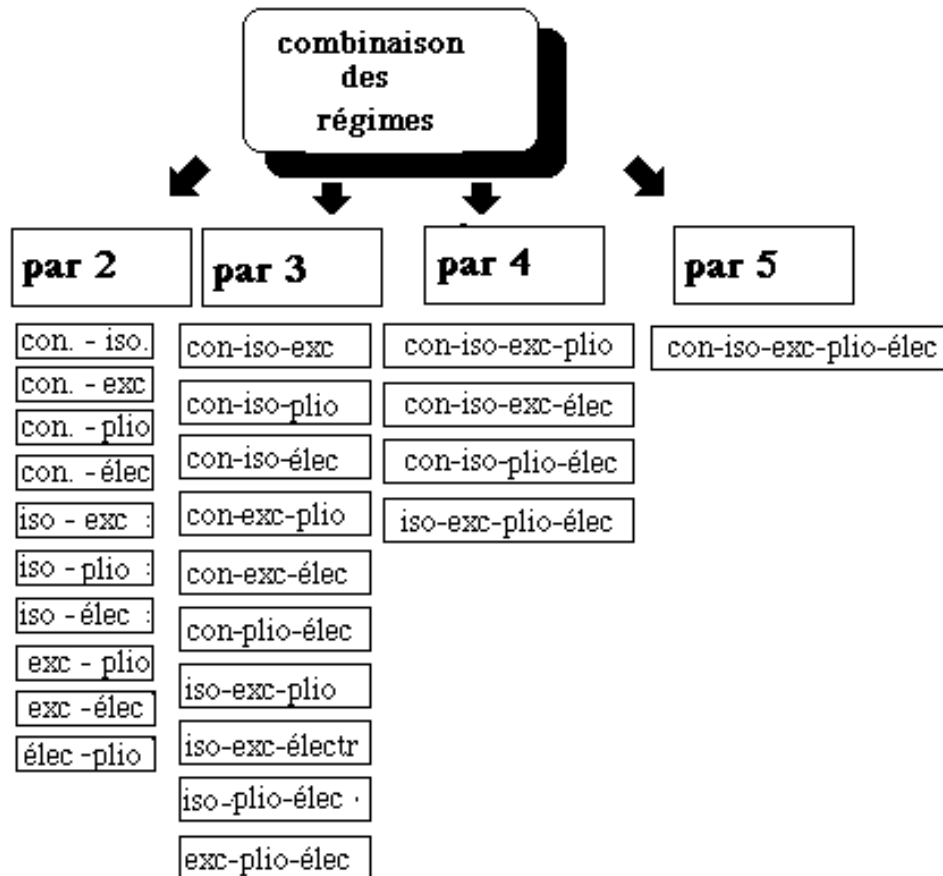 combinaison
des
régimes
par 2
con. - iso.
con. - exc
con. - plio
con. - élec
iso - exc :
iso - plio :
iso - élec :
exc - plio
exc - élec
élec - plio
par 3
con-iso-exc
con-iso-plio
con-iso-élec
con-exc-plio
con-exc-élec
con-plio-élec
iso-exc-plio
iso-exc-électr
iso-plio-élec .
exc-plio-élec
par 4
con-iso-exc-plio
con-iso-exc-élec
con-iso-plio-élec
iso-exc-plio-élec
par 5
con-iso-exc-plio-élec